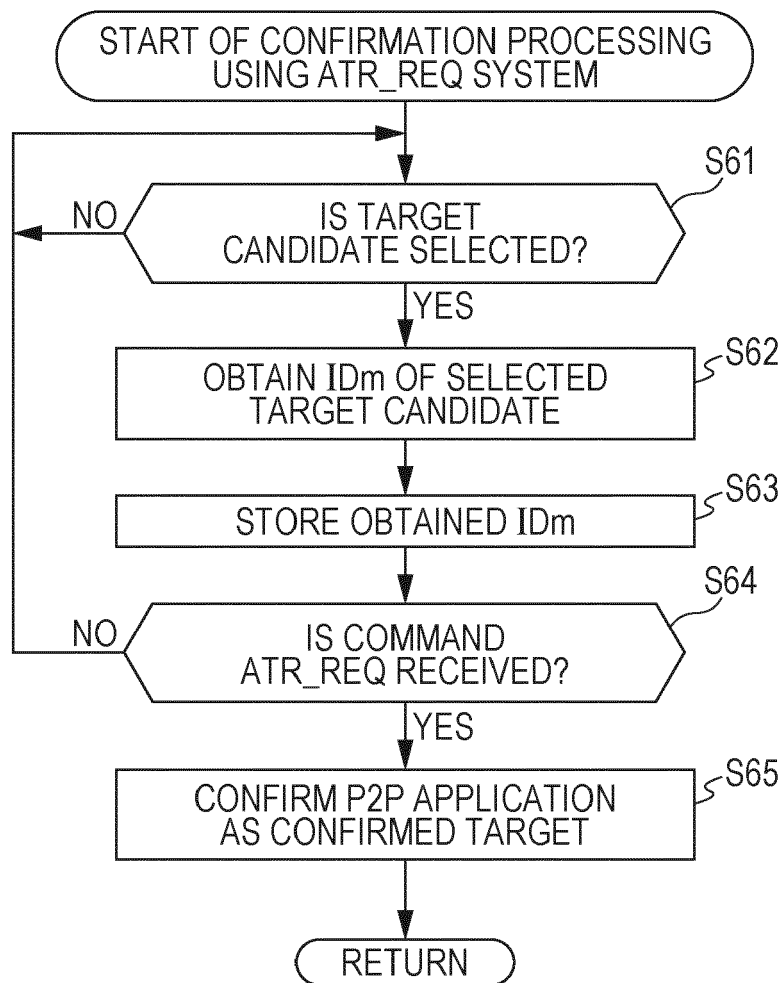 START OF CONFIRMATION PROCESSING
USING ATR_REQ SYSTEM
S61
NO
IS TARGET
CANDIDATE SELECTED?
YES
S62
OBTAIN IDm OF SELECTED
TARGET CANDIDATE
S63
STORE OBTAINED IDm
S64
NO
IS COMMAND
ATR_REQ RECEIVED?
YES
S65
CONFIRM P2P APPLICATION
AS CONFIRMED TARGET
RETURN